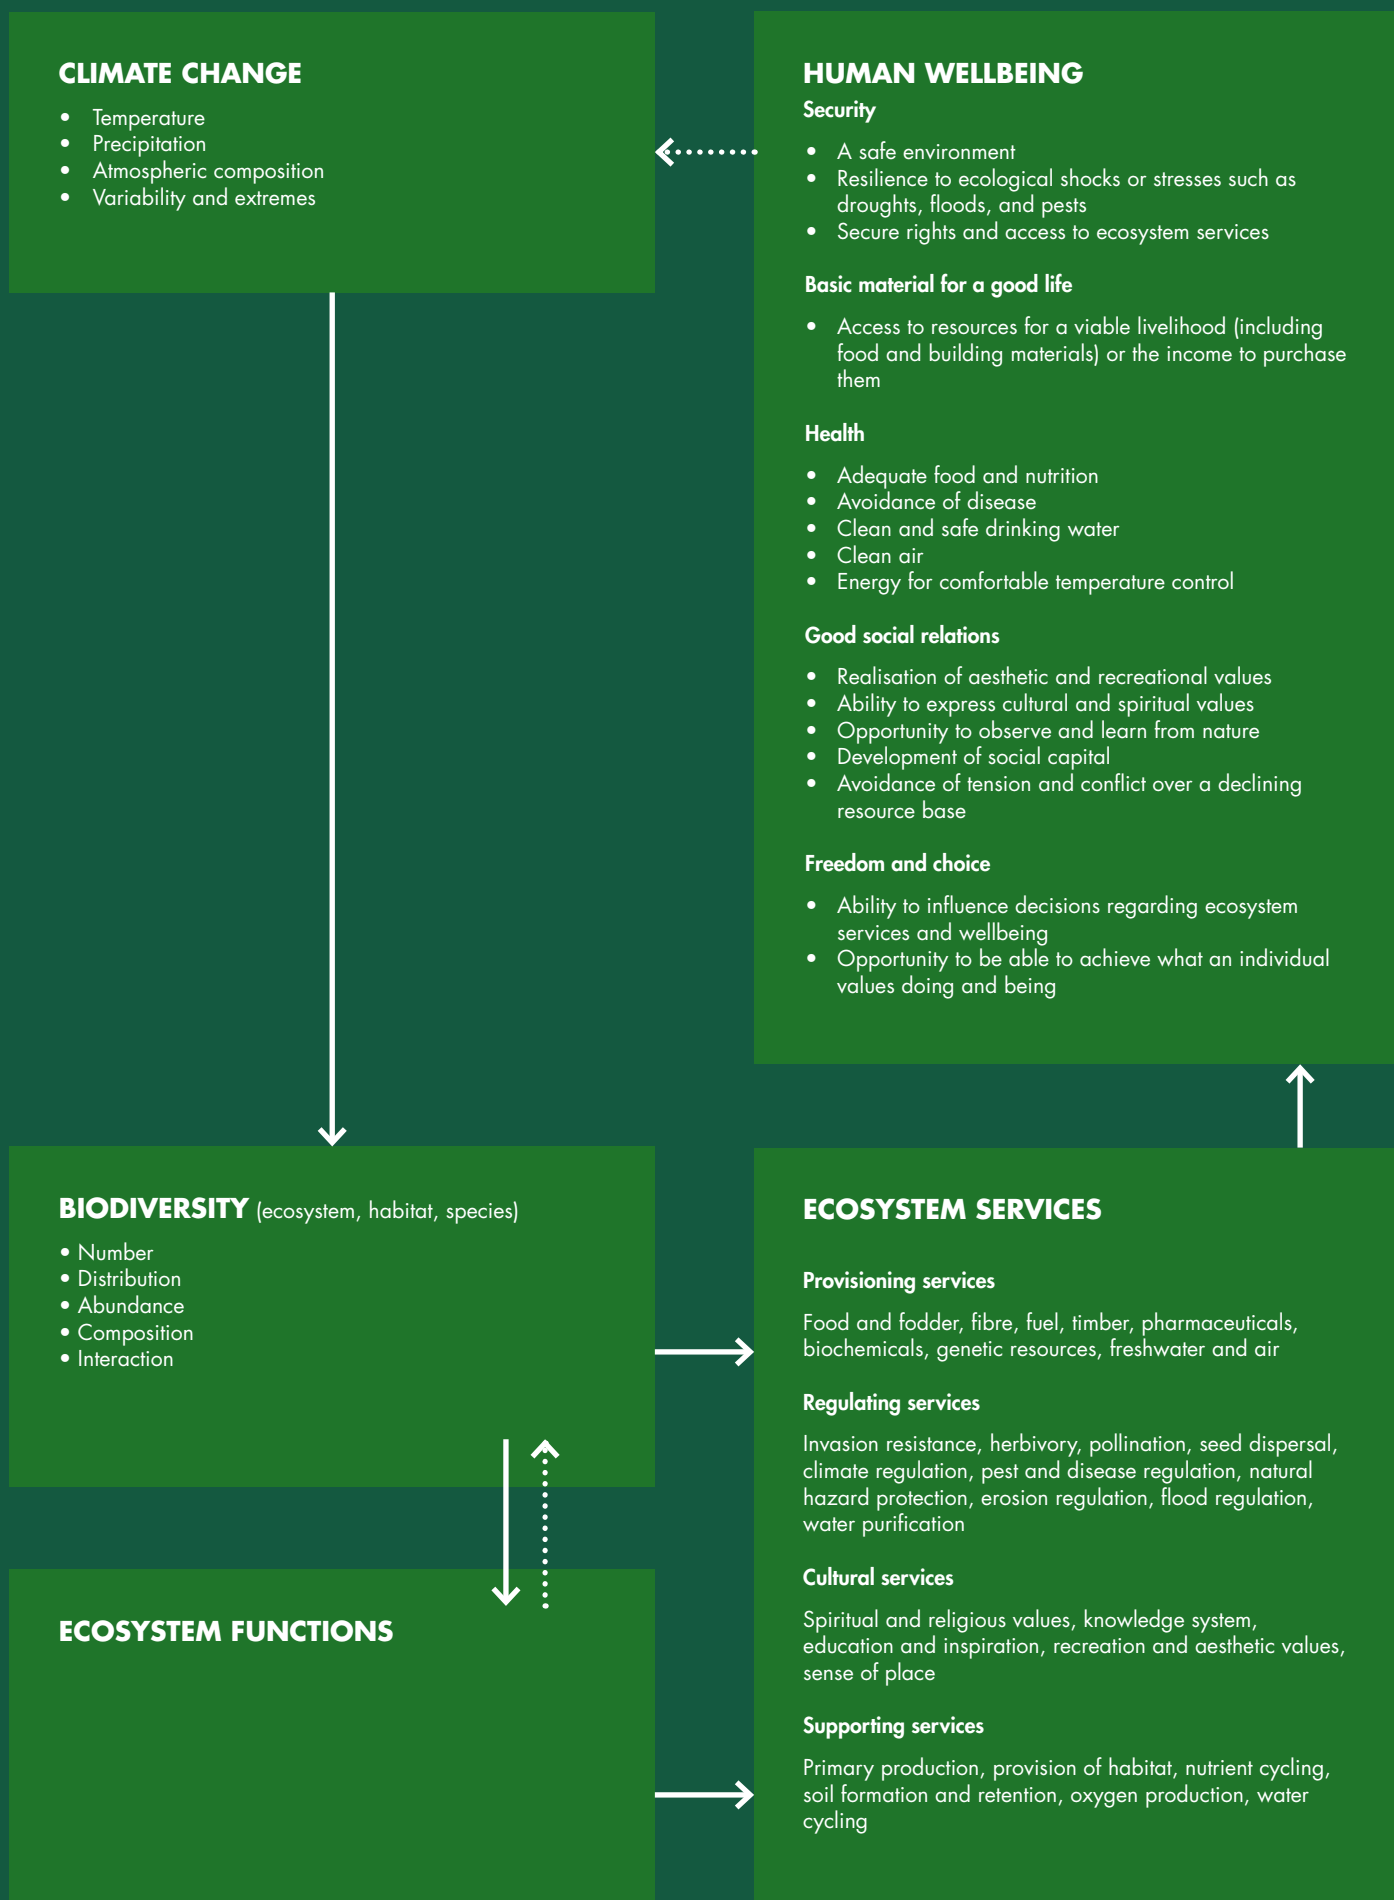 CLIMATE CHANGE
• Temperature
• Precipitation
• Atmospheric composition
• Variability and extremes
HUMAN WELLBEING
Security
• A safe environment
• Resilience to ecological shocks or stresses such as
droughts, floods, and pests
• Secure rights and access to ecosystem services
Basic material for a good life
• Access to resources for a viable livelihood (including
food and building materials) or the income to purchase
them
Health
• Adequate food and nutrition
• Avoidance of disease
• Clean and safe drinking water
• Clean air
• Energy for comfortable temperature control
Good social relations
• Realisation of aesthetic and recreational values
• Ability to express cultural and spiritual values
• Opportunity to observe and learn from nature
• Development of social capital
• Avoidance of tension and conflict over a declining
resource base
Freedom and choice
• Ability to influence decisions regarding ecosystem
services and wellbeing
• Opportunity to be able to achieve what an individual
values doing and being
BIODIVERSITY (ecosystem, habitat, species)
• Number
• Distribution
• Abundance
• Composition
• Interaction
ECOSYSTEM FUNCTIONS
ECOSYSTEM SERVICES
Provisioning services
Food and fodder, fibre, fuel, timber, pharmaceuticals,
biochemicals, genetic resources, freshwater and air
Regulating services
Invasion resistance, herbivory, pollination, seed dispersal,
climate regulation, pest and disease regulation, natural
hazard protection, erosion regulation, flood regulation,
water purification
Cultural services
Spiritual and religious values, knowledge system,
education and inspiration, recreation and aesthetic values,
sense of place
Supporting services
Primary production, provision of habitat, nutrient cycling,
soil formation and retention, oxygen production, water
cycling